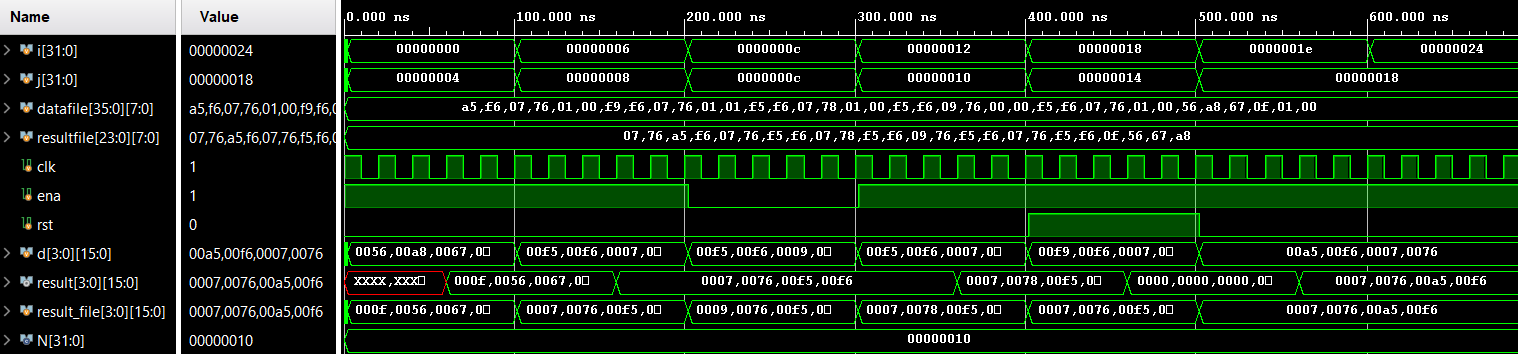 Name Value 0.000 ns 100.000 ns 200.000 ns 300.000 ns 400.000 ns 500.000 ns 600.000 ns
i[31:0] 00000024 00000000 00000006 0000000c 00000012 00000018 0000001e 00000024
j[31:0] 00000018 00000004 00000008 0000000c 00000010 00000014 00000018
datafile[35:0][7:0] a5,f6,07,76,01,00,f9,f6,0 a5,f6,07,76,01,00,f9,f6,07,76,01,01,f5,f6,07,78,01,00,f5,f6,09,76,00,00,f5,f6,07,76,01,00,56,a8,67,0f,01,00
resultfile[23:0][7:0] 07,76,a5,f6,07,76,f5,f6,0 07,76,a5,f6,07,76,f5,f6,07,78,f5,f6,09,76,f5,f6,07,76,f5,f6,0f,56,67,a8
clk 1
ena 1
rst 0
d[3:0][15:0] 00a5,00f6,0007,0076 0056,00a8,0067,0 00f5,00f6,0007,0 00f5,00f6,0009,0 00f5,00f6,0007,0 00f9,00f6,0007,0 00a5,00f6,0007,0076
result[3:0][15:0] 0007,0076,00a5,00f6 XXXX,XXX 000f,0056,0067,0 0007,0076,00f5,00f6 0007,0078,00f5,0 0000,0000,0000,0 0007,0076,00a5,00f6
result_file[3:0][15:0] 0007,0076,00a5,00f6 000f,0056,0067,0 0007,0076,00f5,0 0009,0076,00f5,0 0007,0078,00f5,0 0007,0076,00f5,0 0007,0076,00a5,00f6
N[31:0] 00000010 00000010